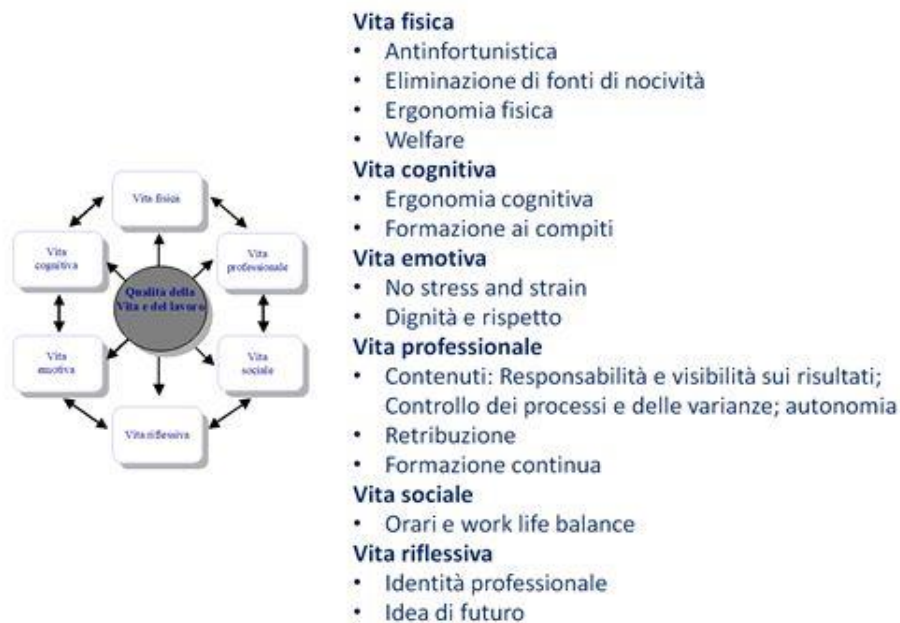 Vita fisica
Vita
cognitiva
Vita
professionale
Qualità della
Vita e del lavoro
Vita
emotiva
Vita
sociale
Vita riflessiva
Vita fisica
• Antinfortunistica
• Eliminazione di fonti di nocività
• Ergonomia fisica
• Welfare
Vita cognitiva
• Ergonomia cognitiva
• Formazione ai compiti
Vita emotiva
• No stress and strain
• Dignità e rispetto
Vita professionale
• Contenuti: Responsabilità e visibilità sui risultati;
Controllo dei processi e delle varianze; autonomia
• Retribuzione
• Formazione continua
Vita sociale
• Orari e work life balance
Vita riflessiva
• Identità professionale
• Idea di futuro